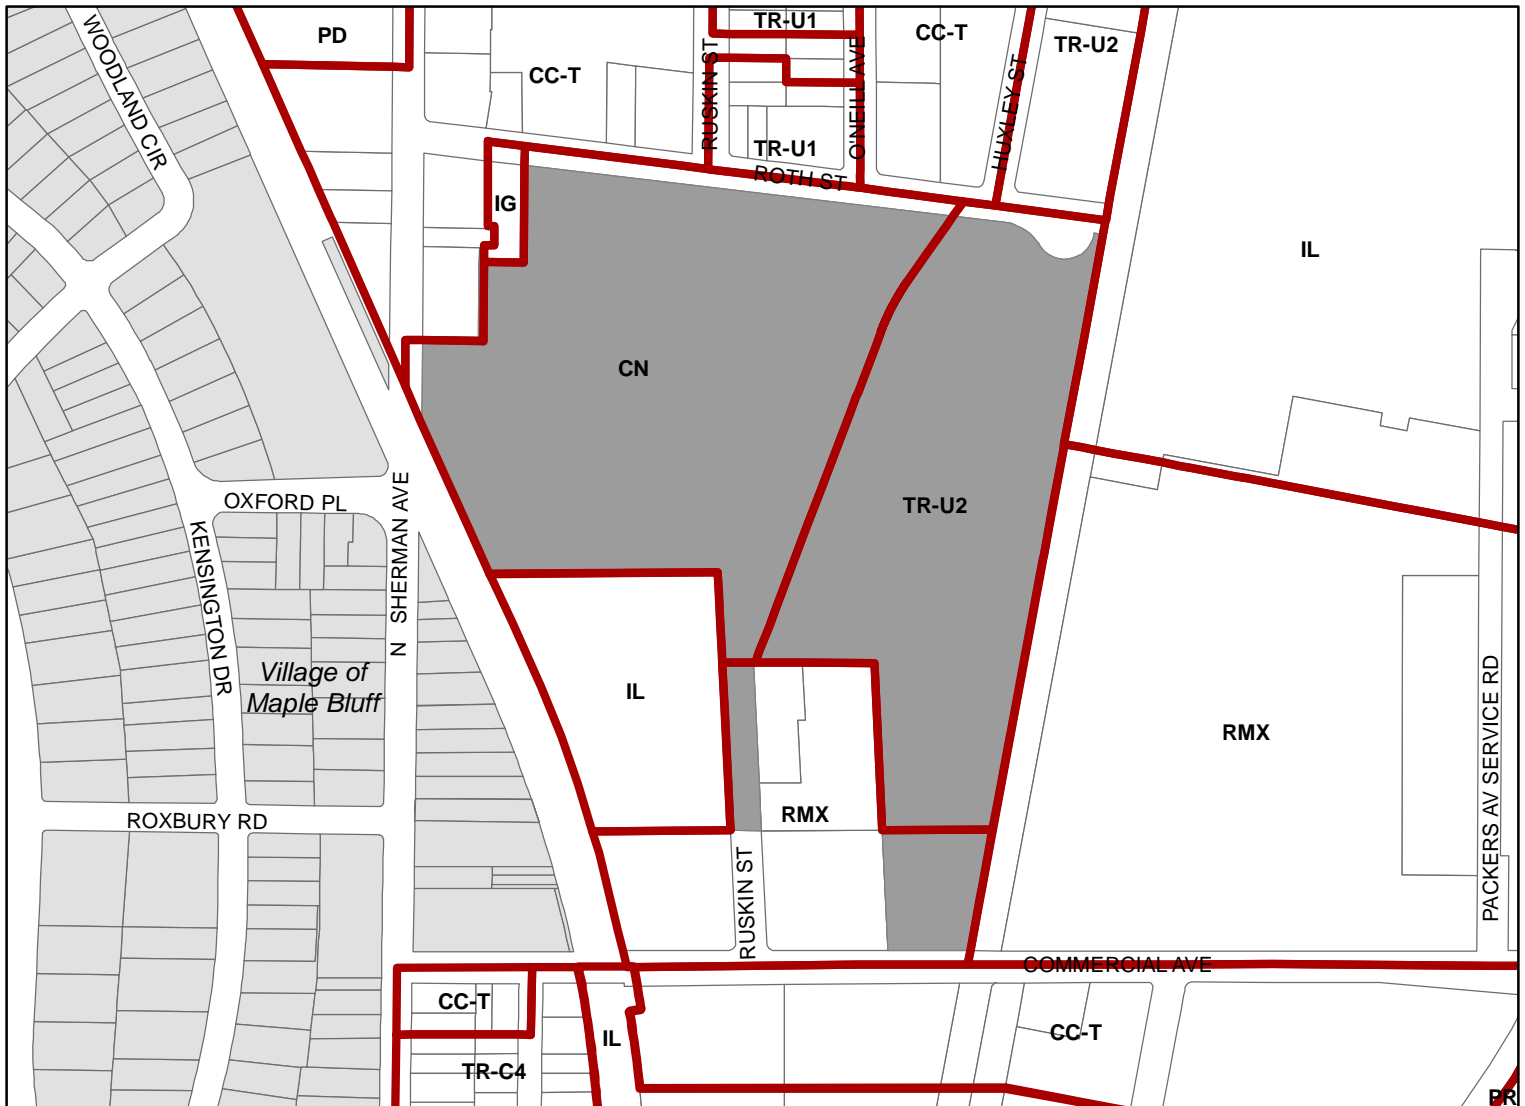 PD
TR-U1
CC-T
TR-U2
WOODLAND CIR
CC-T
RUSKIN ST
O'NEILL AVE
HUXLEY ST
TR-U1
ROTH ST
IG
IL
CN
OXFORD PL
N SHERMAN AVE
TR-U2
KENSINGTON DR
Village of
Maple Bluff
IL
RMX
PACKERS AV SERVICE RD
RMX
ROXBURY RD
RUSKIN ST
COMMERCIAL AVE
CC-T
IL
CC-T
TR-C4
PR